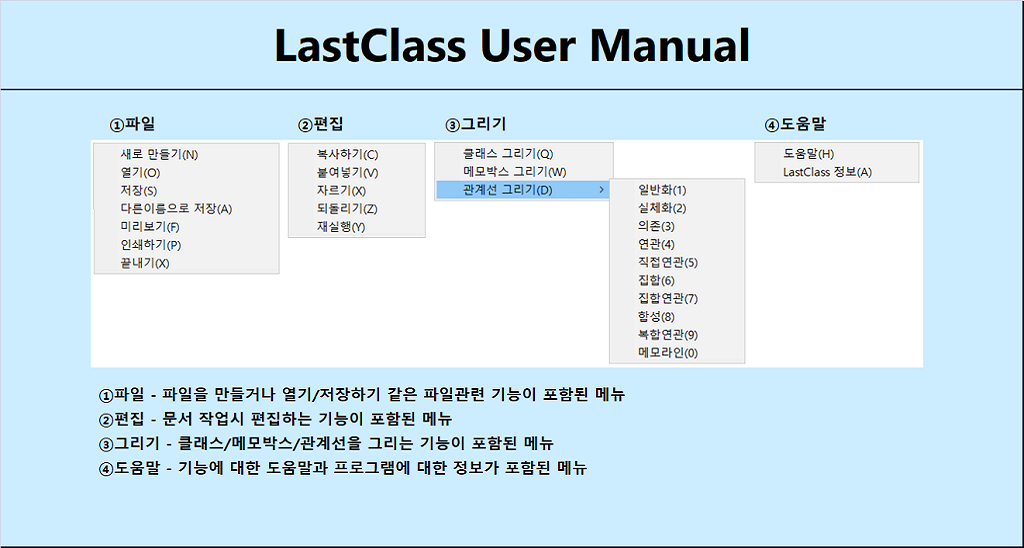 LastClass User Manual
①파일
새로 만들기(N)
열기(O)
저장(S)
다른이름으로 저장(A)
미리보기(F)
인쇄하기(P)
끝내기(X)
②편집
복사하기(C)
붙여넣기(V)
자르기(X)
되돌리기(Z)
재실행(Y)
③그리기
클래스 그리기(Q)
메모박스 그리기(W)
관계선 그리기(D) >
일반화(1)
실체화(2)
의존(3)
연관(4)
직접연관(5)
집합(6)
집합연관(7)
합성(8)
복합연관(9)
메모라인(0)
④도움말
도움말(H)
LastClass 정보(A)
①파일 - 파일을 만들거나 열기/저장하기 같은 파일관련 기능이 포함된 메뉴
②편집 - 문서 작업시 편집하는 기능이 포함된 메뉴
③그리기 - 클래스/메모박스/관계선을 그리는 기능이 포함된 메뉴
④도움말 - 기능에 대한 도움말과 프로그램에 대한 정보가 포함된 메뉴